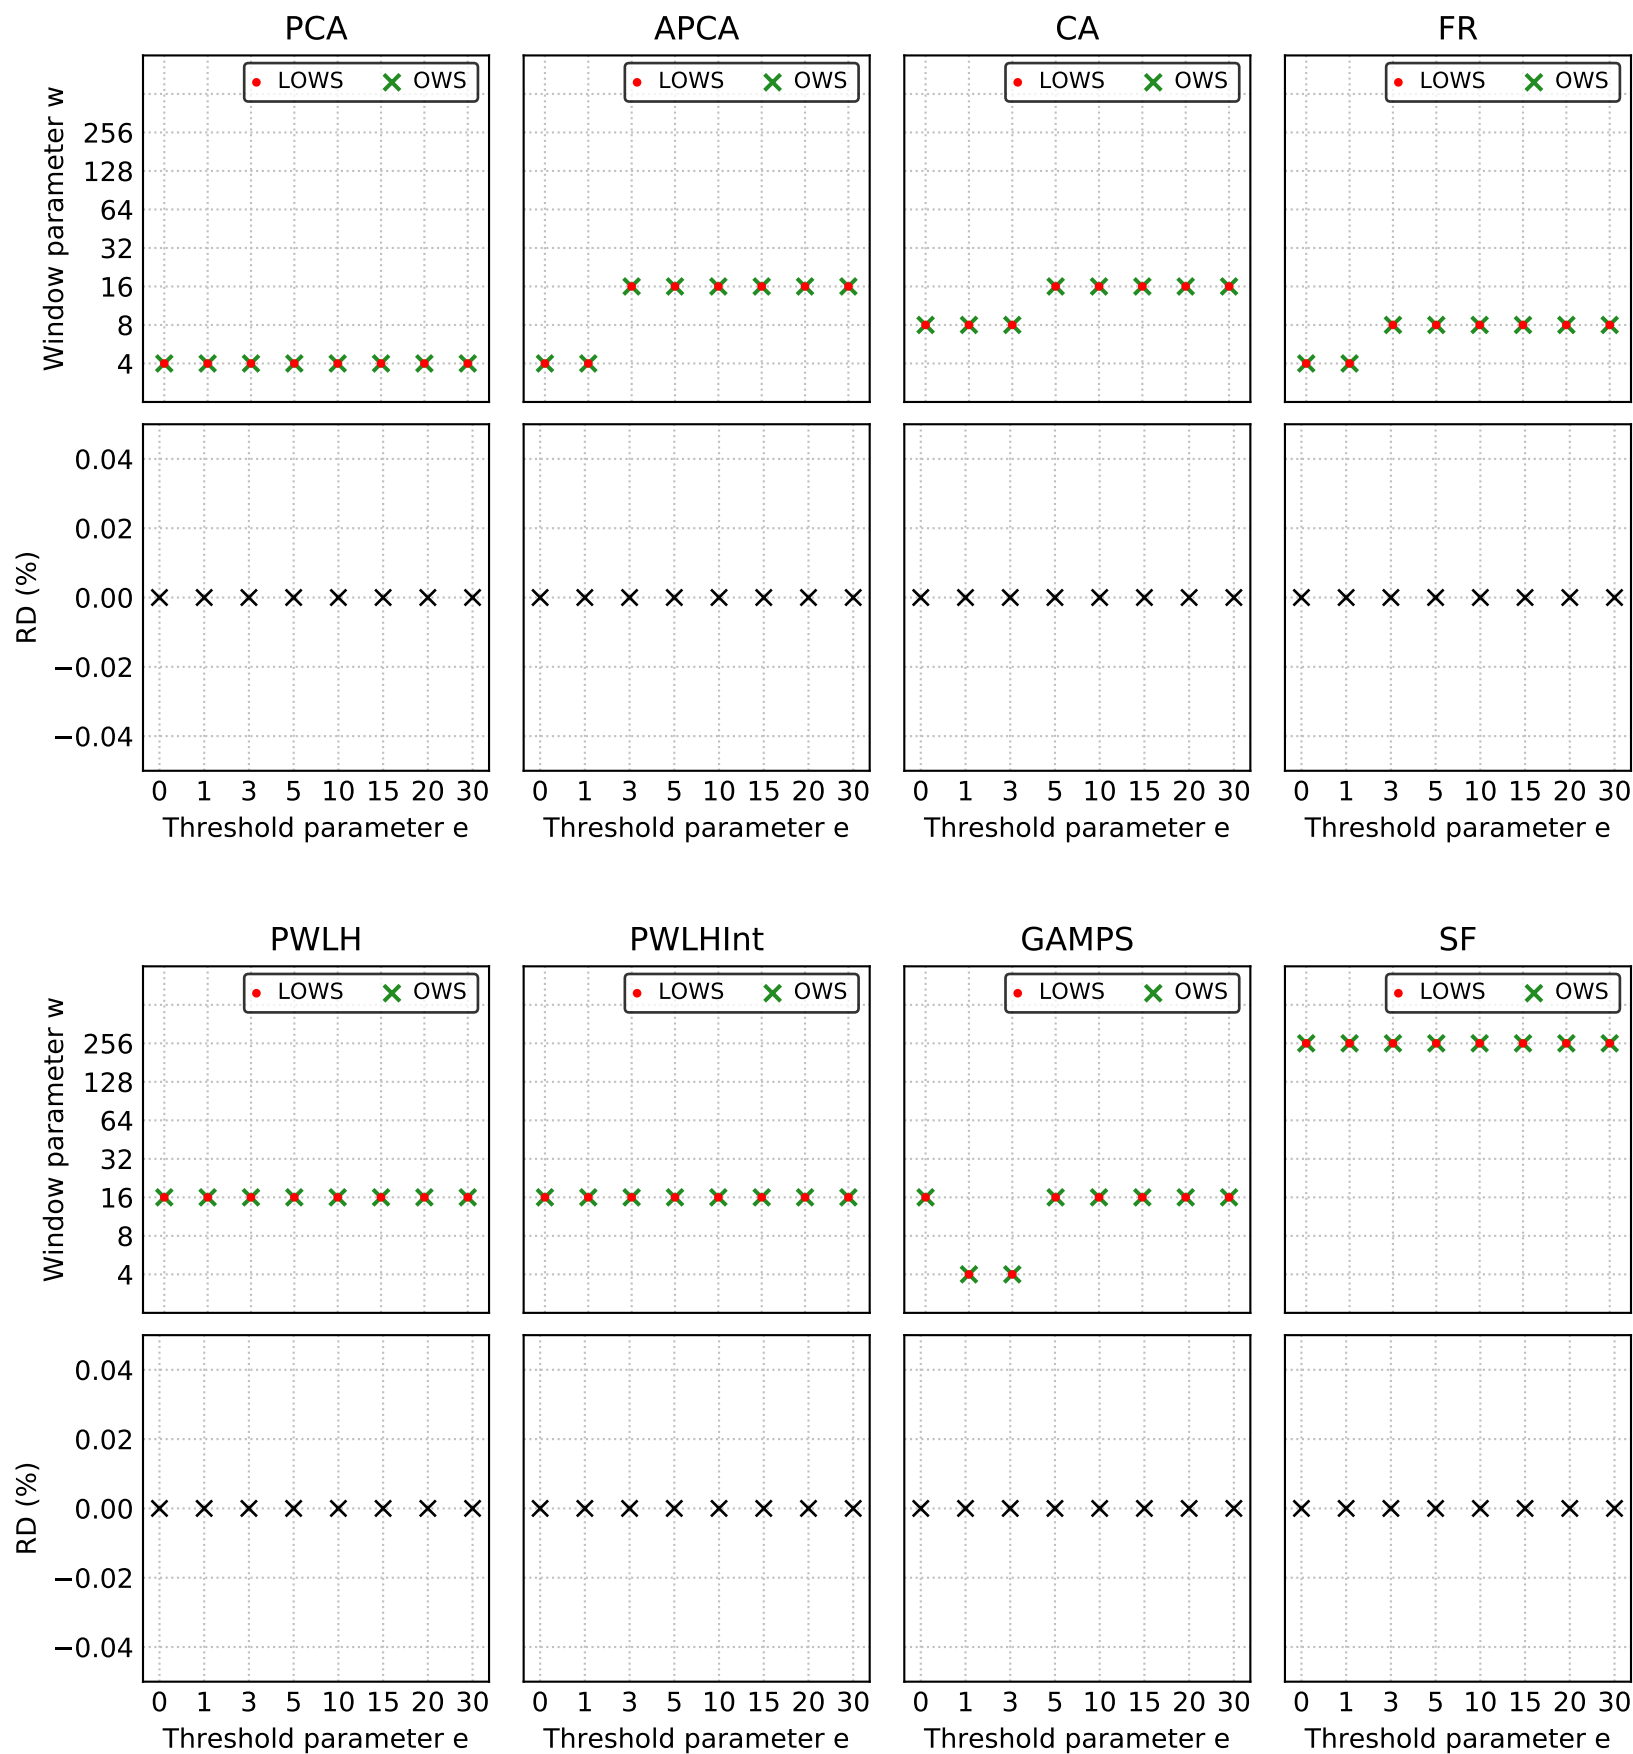 PCA APCA CA FR
LOWS OWS LOWS OWS LOWS OWS LOWS OWS
Window parameter w
256
128
64
32
16
8
4
RD (%)
0.04
0.02
0.00
−0.02
−0.04
0 1 3 5 10 15 20 30 0 1 3 5 10 15 20 30 0 1 3 5 10 15 20 30 0 1 3 5 10 15 20 30
Threshold parameter e Threshold parameter e Threshold parameter e Threshold parameter e
PWLH PWLHInt GAMPS SF
LOWS OWS LOWS OWS LOWS OWS LOWS OWS
Window parameter w
256
128
64
32
16
8
4
RD (%)
0.04
0.02
0.00
−0.02
−0.04
0 1 3 5 10 15 20 30 0 1 3 5 10 15 20 30 0 1 3 5 10 15 20 30 0 1 3 5 10 15 20 30
Threshold parameter e Threshold parameter e Threshold parameter e Threshold parameter e